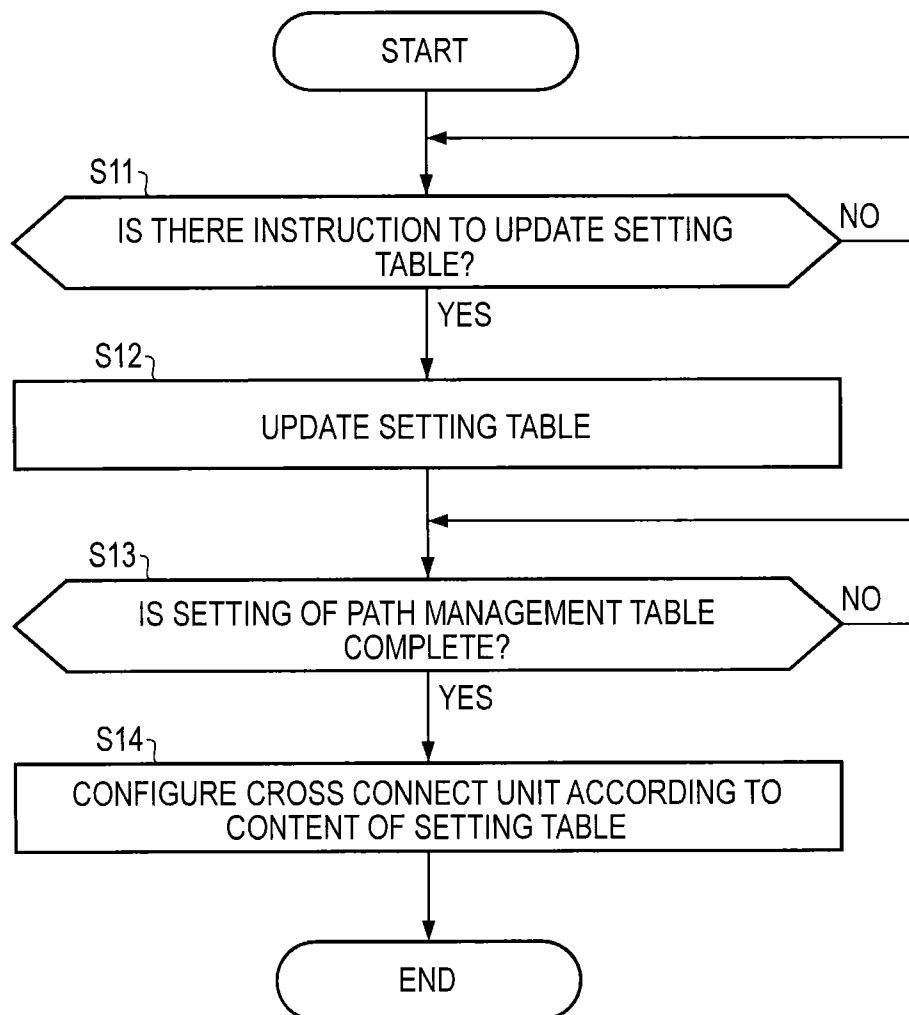 START
S11
IS THERE INSTRUCTION TO UPDATE SETTING
TABLE?
NO
YES
S12
UPDATE SETTING TABLE
S13
IS SETTING OF PATH MANAGEMENT TABLE
COMPLETE?
NO
YES
S14
CONFIGURE CROSS CONNECT UNIT ACCORDING TO
CONTENT OF SETTING TABLE
END